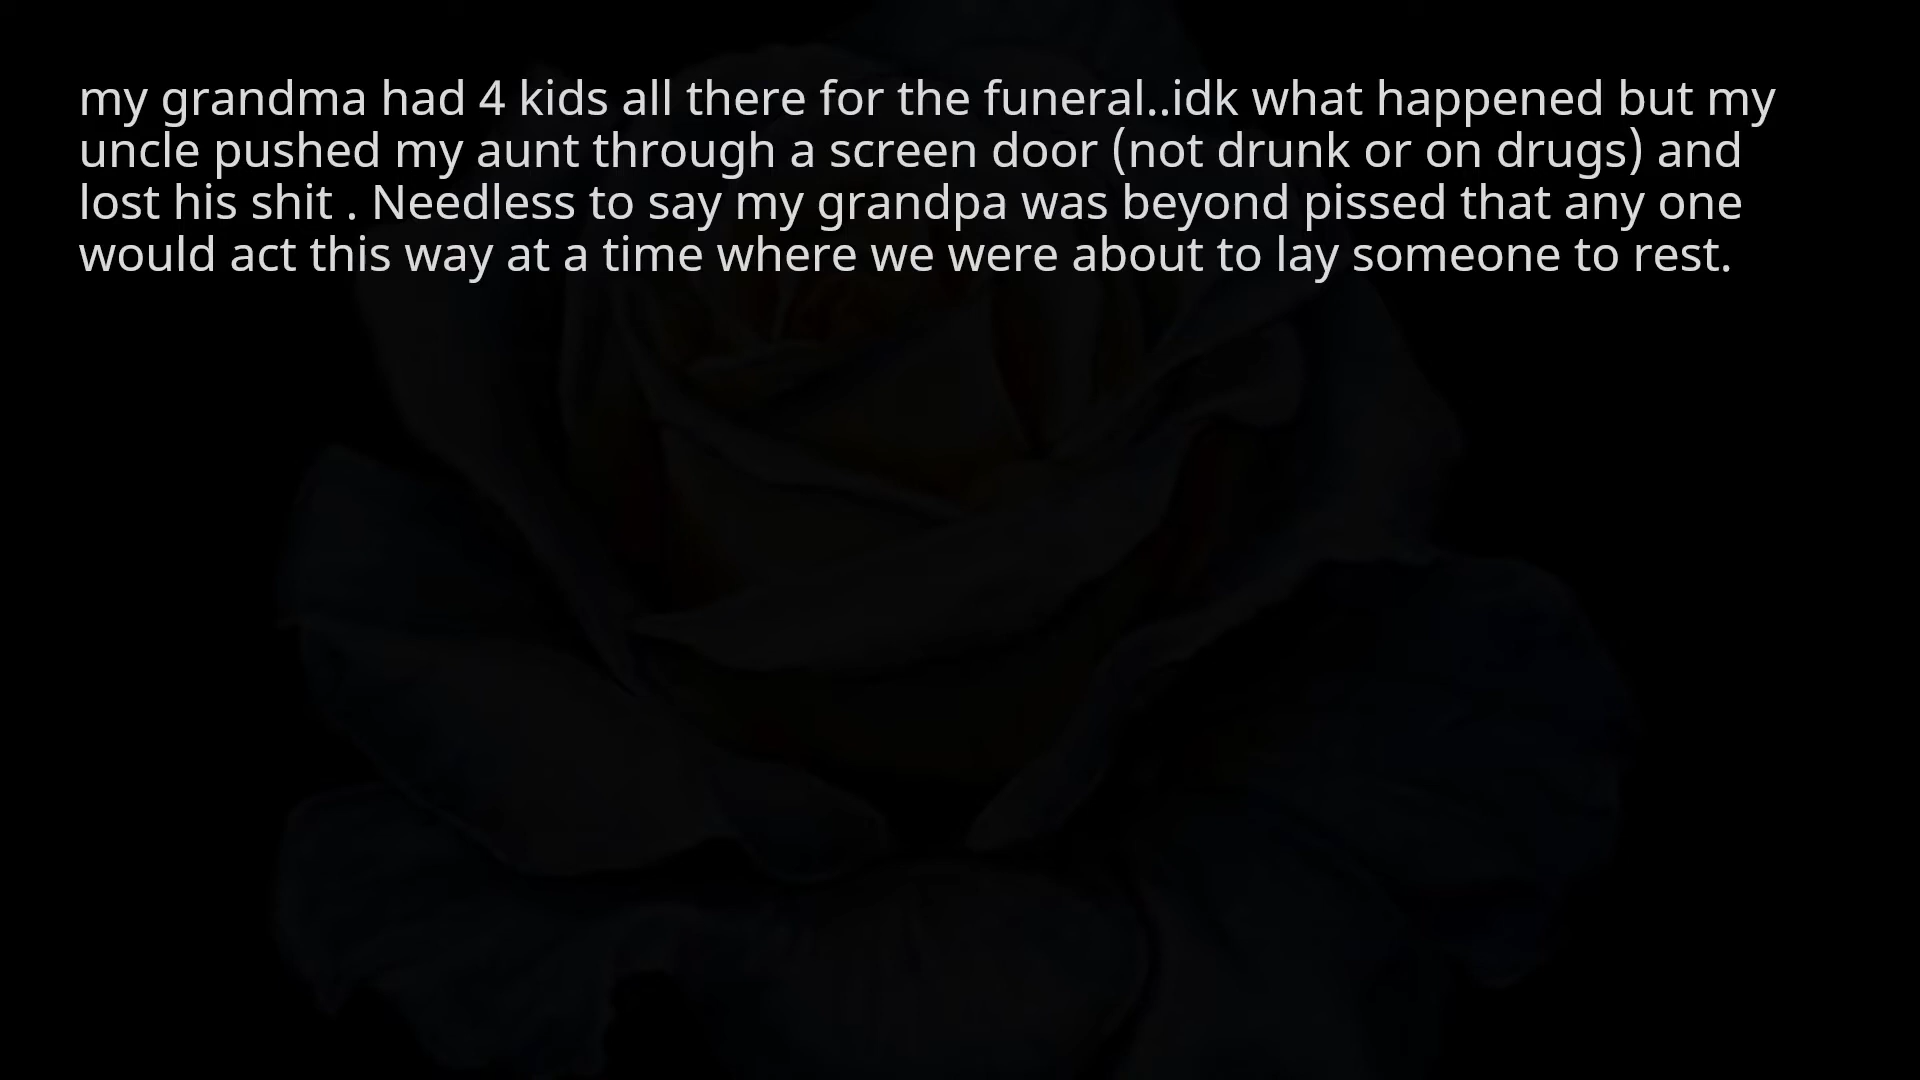 my grandma had 4 kids all there for the funeral..idk what happened but my
uncle pushed my aunt through a screen door (not drunk or on drugs) and
lost his shit . Needless to say my grandpa was beyond pissed that any one
would act this way at a time where we were about to lay someone to rest.